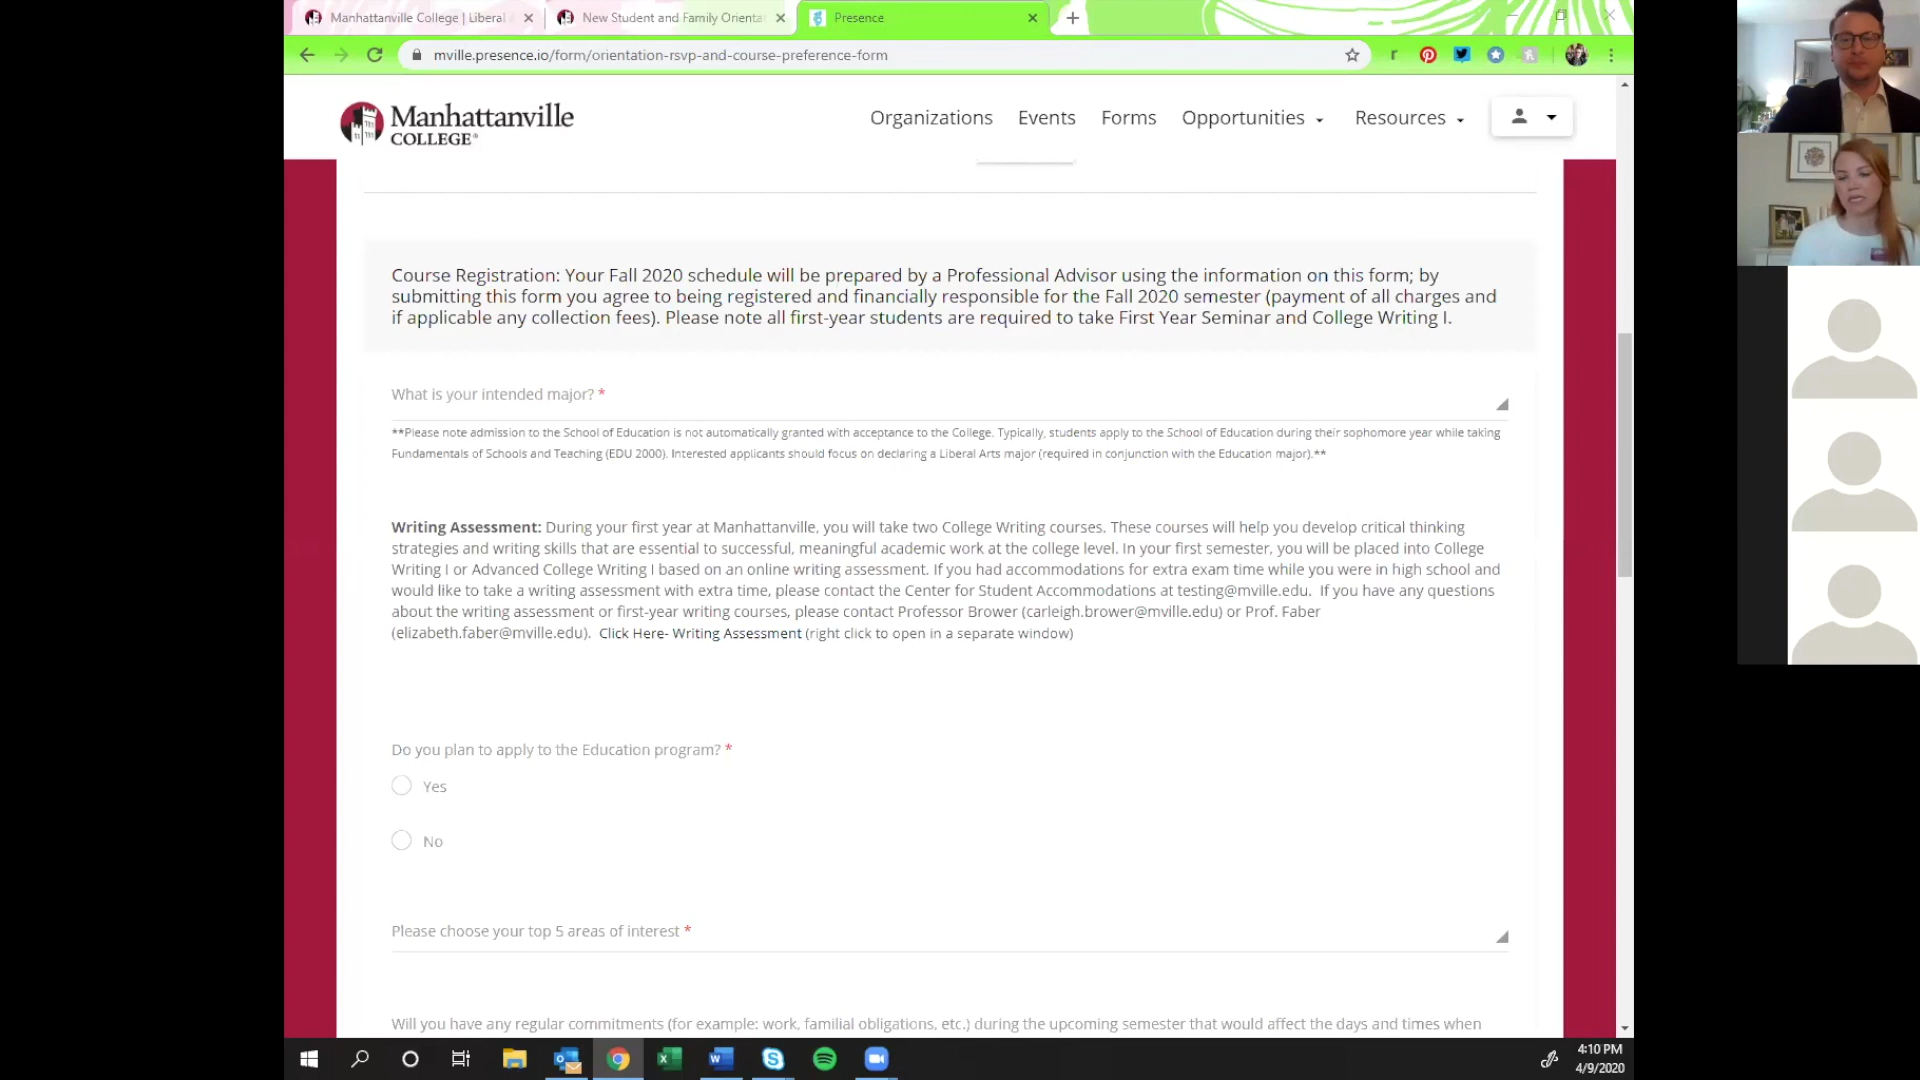 Manhattanville College | Liberal
New Student and Family Orienta
Presence
mville.presence.io/form/orientation-rsvp-and-course-preference-form
Manhattanville
COLLEGE®
Organizations Events Forms Opportunities Resources
Course Registration: Your Fall 2020 schedule will be prepared by a Professional Advisor using the information on this form; by
submitting this form you agree to being registered and financially responsible for the Fall 2020 semester (payment of all charges and
if applicable any collection fees). Please note all first-year students are required to take First Year Seminar and College Writing I.
What is your intended major? *
**Please note admission to the School of Education is not automatically granted with acceptance to the College. Typically, students apply to the School of Education during their sophomore year while taking
Fundamentals of Schools and Teaching (EDU 2000). Interested applicants should focus on declaring a Liberal Arts major (required in conjunction with the Education major).**
Writing Assessment: During your first year at Manhattanville, you will take two College Writing courses. These courses will help you develop critical thinking
strategies and writing skills that are essential to successful, meaningful academic work at the college level. In your first semester, you will be placed into College
Writing I or Advanced College Writing I based on an online writing assessment. If you had accommodations for extra exam time while you were in high school and
would like to take a writing assessment with extra time, please contact the Center for Student Accommodations at testing@mville.edu. If you have any questions
about the writing assessment or first-year writing courses, please contact Professor Brower (carleigh.brower@mville.edu) or Prof. Faber
(elizabeth.faber@mville.edu). Click Here- Writing Assessment (right click to open in a separate window)
Do you plan to apply to the Education program? *
Yes
No
Please choose your top 5 areas of interest *
Will you have any regular commitments (for example: work, familial obligations, etc.) during the upcoming semester that would affect the days and times when
4:10 PM
4/9/2020